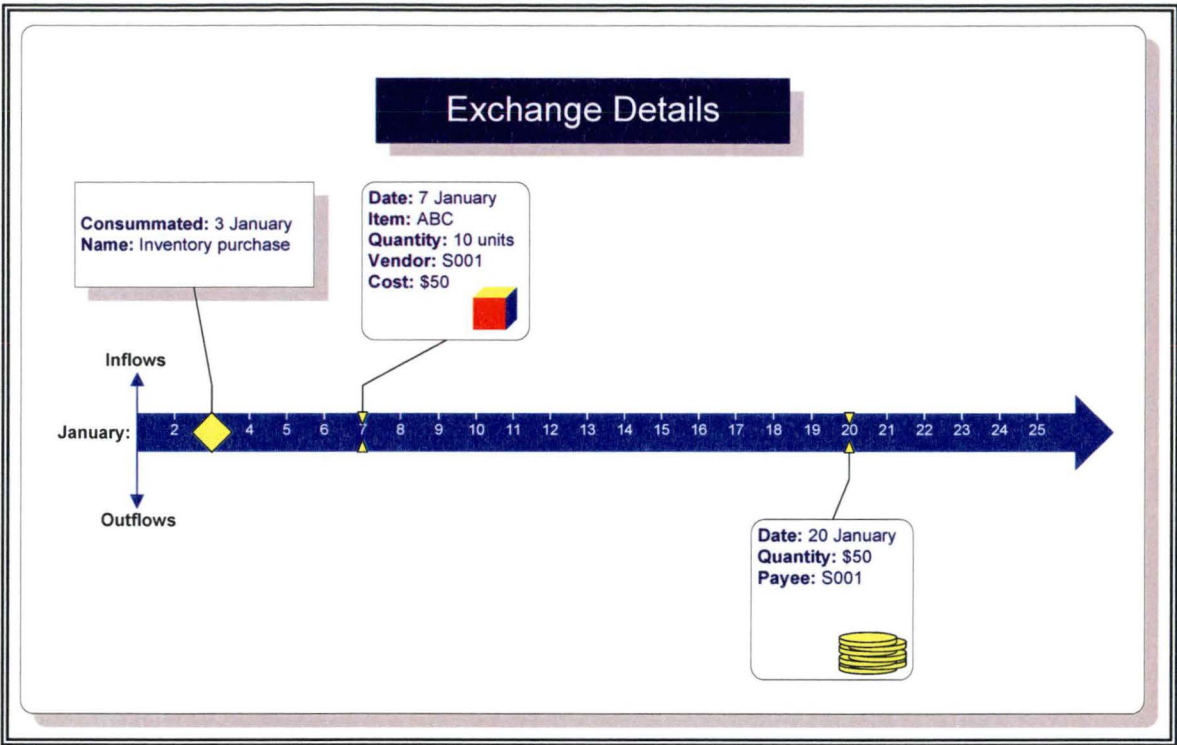 Exchange Details
Consummated: 3 January
Name: Inventory purchase
Date: 7 January
Item: ABC
Quantity: 10 units
Vendor: S001
Cost: $50
Inflows
January:
2 4 5 6 7 8 9 10 11 12 13 14 15 16 17 18 19 20 21 22 23 24 25
Outflows
Date: 20 January
Quantity: $50
Payee: S001